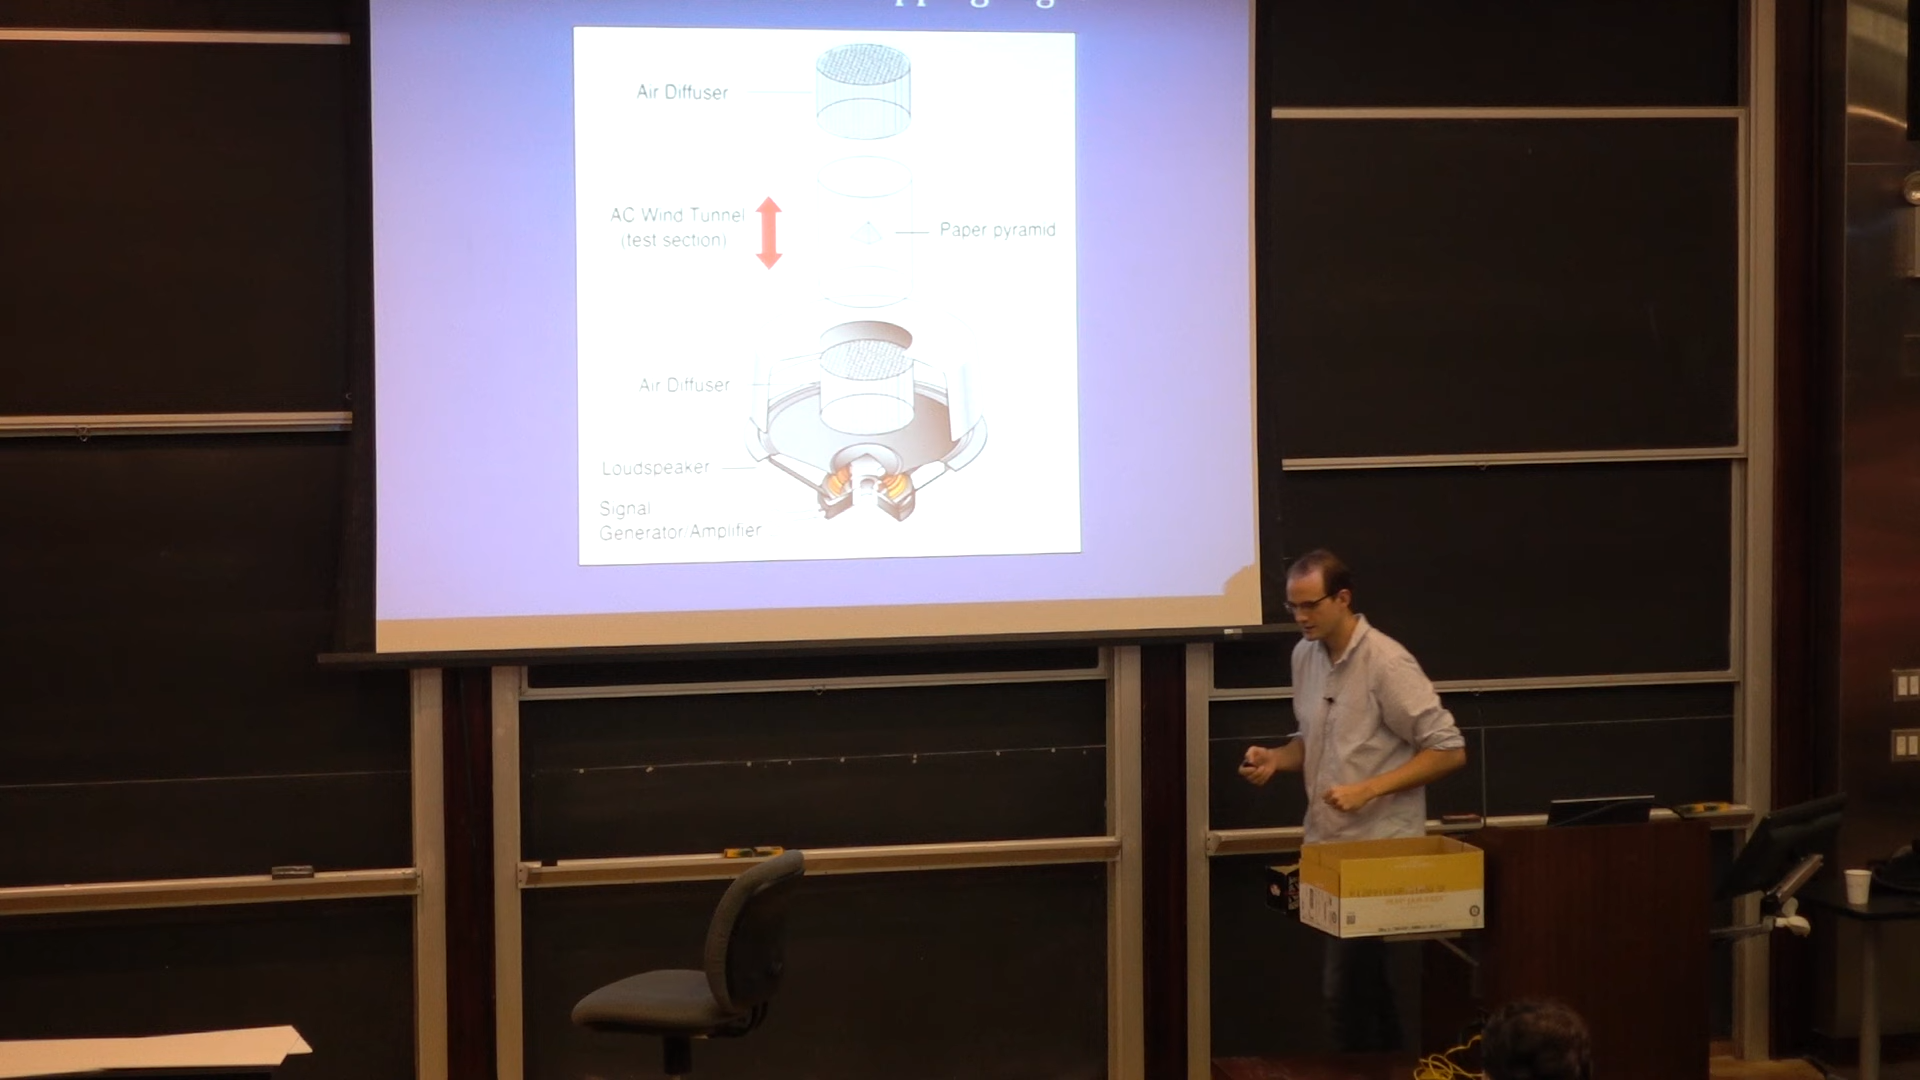 Air Diffuser
AC Wind Tunnel
(test section)
Paper pyramid
Air Diffuser
Loudspeaker
Signal
Generator/Amplifier